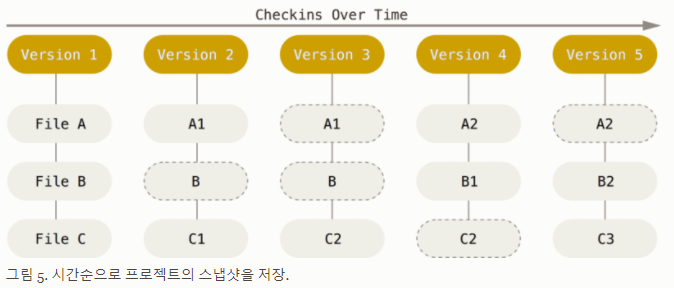 Checkins Over Time
Version 1 Version 2 Version 3 Version 4 Version 5
File A A1 A1 A2 A2
File B B B B1 B2
File C C1 C2 C2 C3
그림 5. 시간순으로 프로젝트의 스냅샷을 저장.